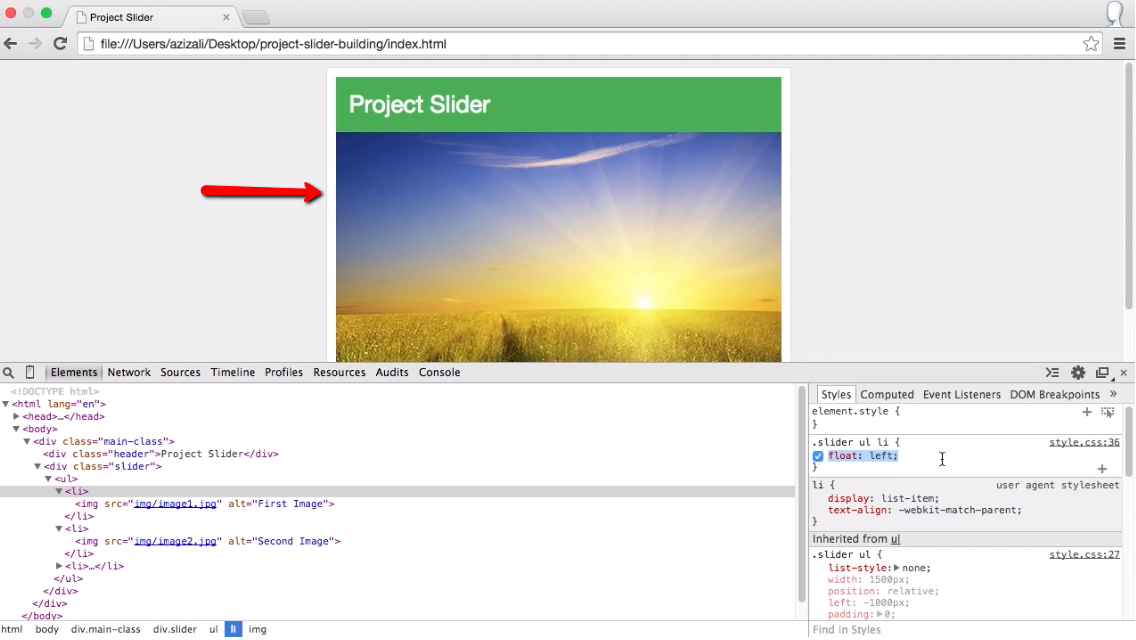 Project Slider
file:///Users/azizali/Desktop/project-slider-building/index.html
Project Slider
Elements Network Sources Timeline Profiles Resources Audits Console
<!DOCTYPE html>
<html lang="en">
<head>…</head>
<body>
<div class="main-class">
<div class="header">Project Slider</div>
<div class="slider">
<ul>
<li>
<img src="img/image1.jpg" alt="First Image">
</li>
<li>
<img src="img/image2.jpg" alt="Second Image">
</li>
<li>…</li>
</ul>
</div>
</div>
</body>
html body div.main-class div.slider ul li img
Styles Computed Event Listeners DOM Breakpoints »
element.style {
}
.slider ul li { style.css:36
float: left;
}
li { user agent stylesheet
display: list-item;
text-align: -webkit-match-parent;
}
Inherited from ul
.slider ul { style.css:27
list-style: none;
width: 1500px;
position: relative;
left: -1000px;
padding: 0;
Find in Styles